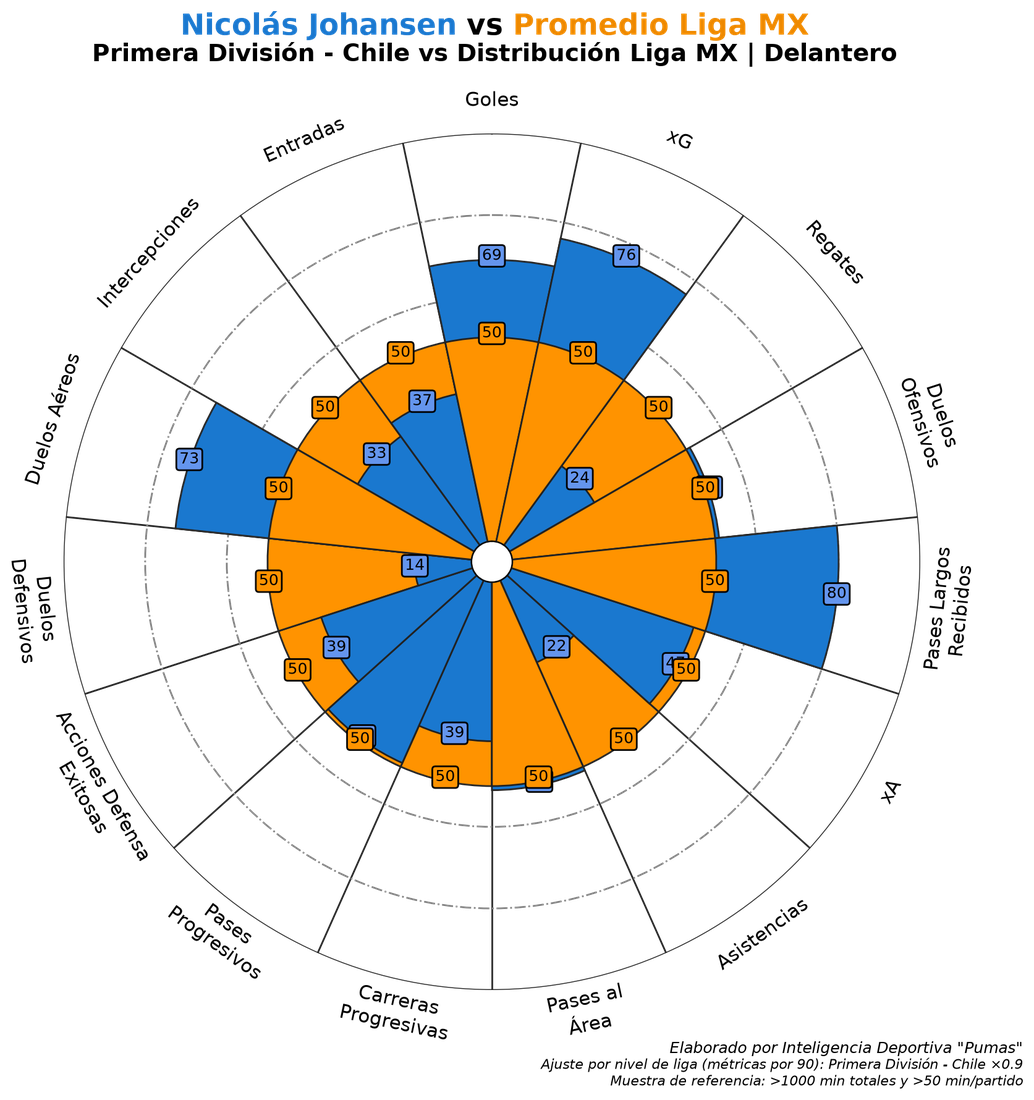 Nicolás Johansen vs Promedio Liga MX
Primera División - Chile vs Distribución Liga MX | Delantero
Goles
xG
Regates
Duelos
Ofensivos
Pases Largos
Recibidos
xA
Asistencias
Pases al
Área
Carreras
Progresivas
Pases
Progresivos
Acciones Defensa
Exitosas
Duelos
Defensivos
Duelos Aéreos
Intercepciones
Entradas
69
50
76
50
50
24
50
80
50
50
22
50
50
39
50
50
39
50
14
50
73
50
33
50
37
50
Elaborado por Inteligencia Deportiva "Pumas"
Ajuste por nivel de liga (métricas por 90): Primera División - Chile ×0.9
Muestra de referencia: >1000 min totales y >50 min/partido